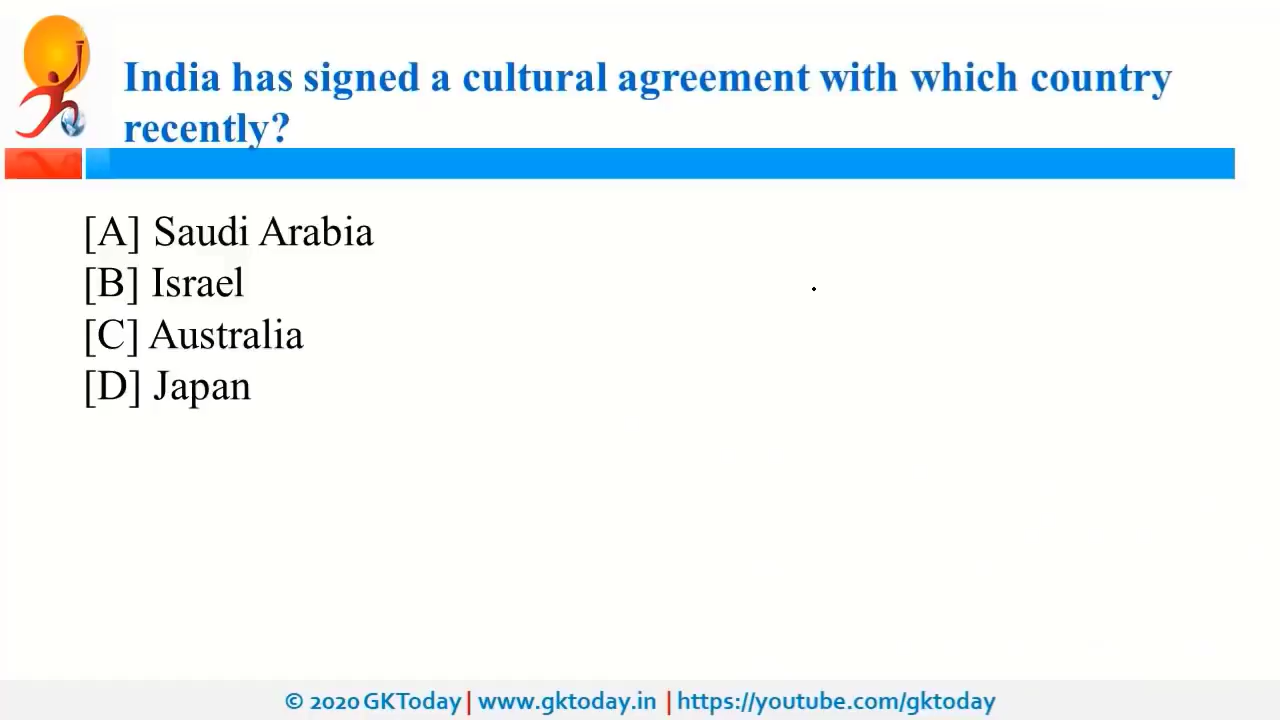 India has signed a cultural agreement with which country
recently?
[A] Saudi Arabia
[B] Israel
[C] Australia
[D] Japan
© 2020 GKToday | www.gktoday.in | https://youtube.com/gktoday